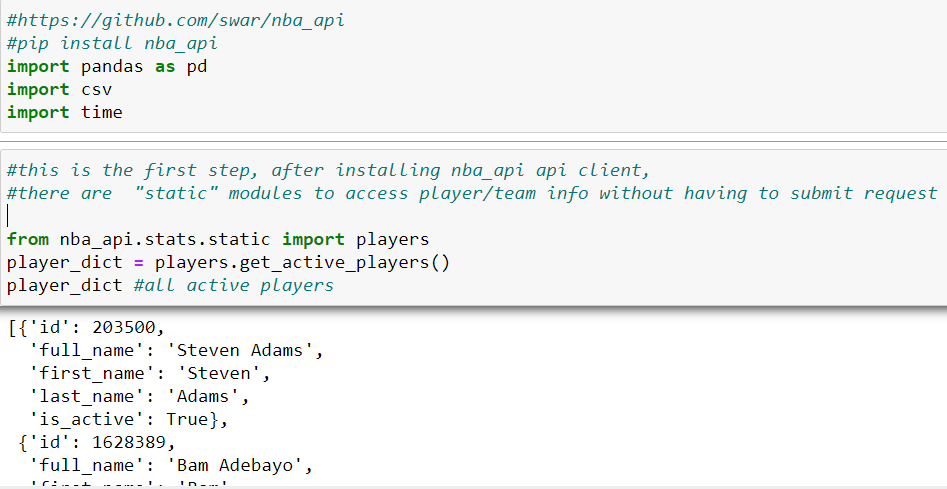 #https://github.com/swar/nba_api
#pip install nba_api
import pandas as pd
import csv
import time
#this is the first step, after installing nba_api api client,
#there are  "static" modules to access player/team info without having to submit request
from nba_api.stats.static import players
player_dict = players.get_active_players()
player_dict #all active players
[{'id': 203500,
  'full_name': 'Steven Adams',
  'first_name': 'Steven',
  'last_name': 'Adams',
  'is_active': True},
 {'id': 1628389,
  'full_name': 'Bam Adebayo',